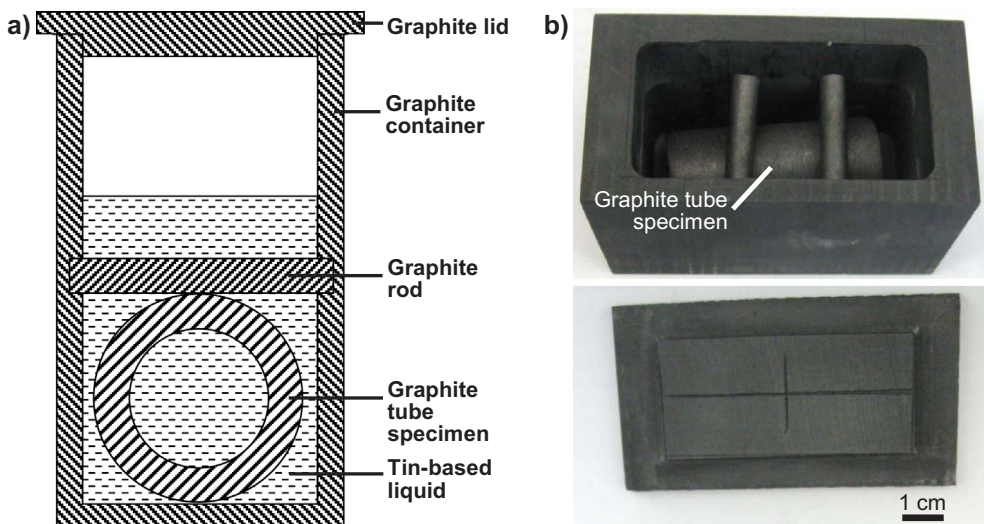 a)
Graphite lid
Graphite
container
Graphite
rod
Graphite
tube
specimen
Tin-based
liquid
b)
Graphite tube
specimen
1 cm